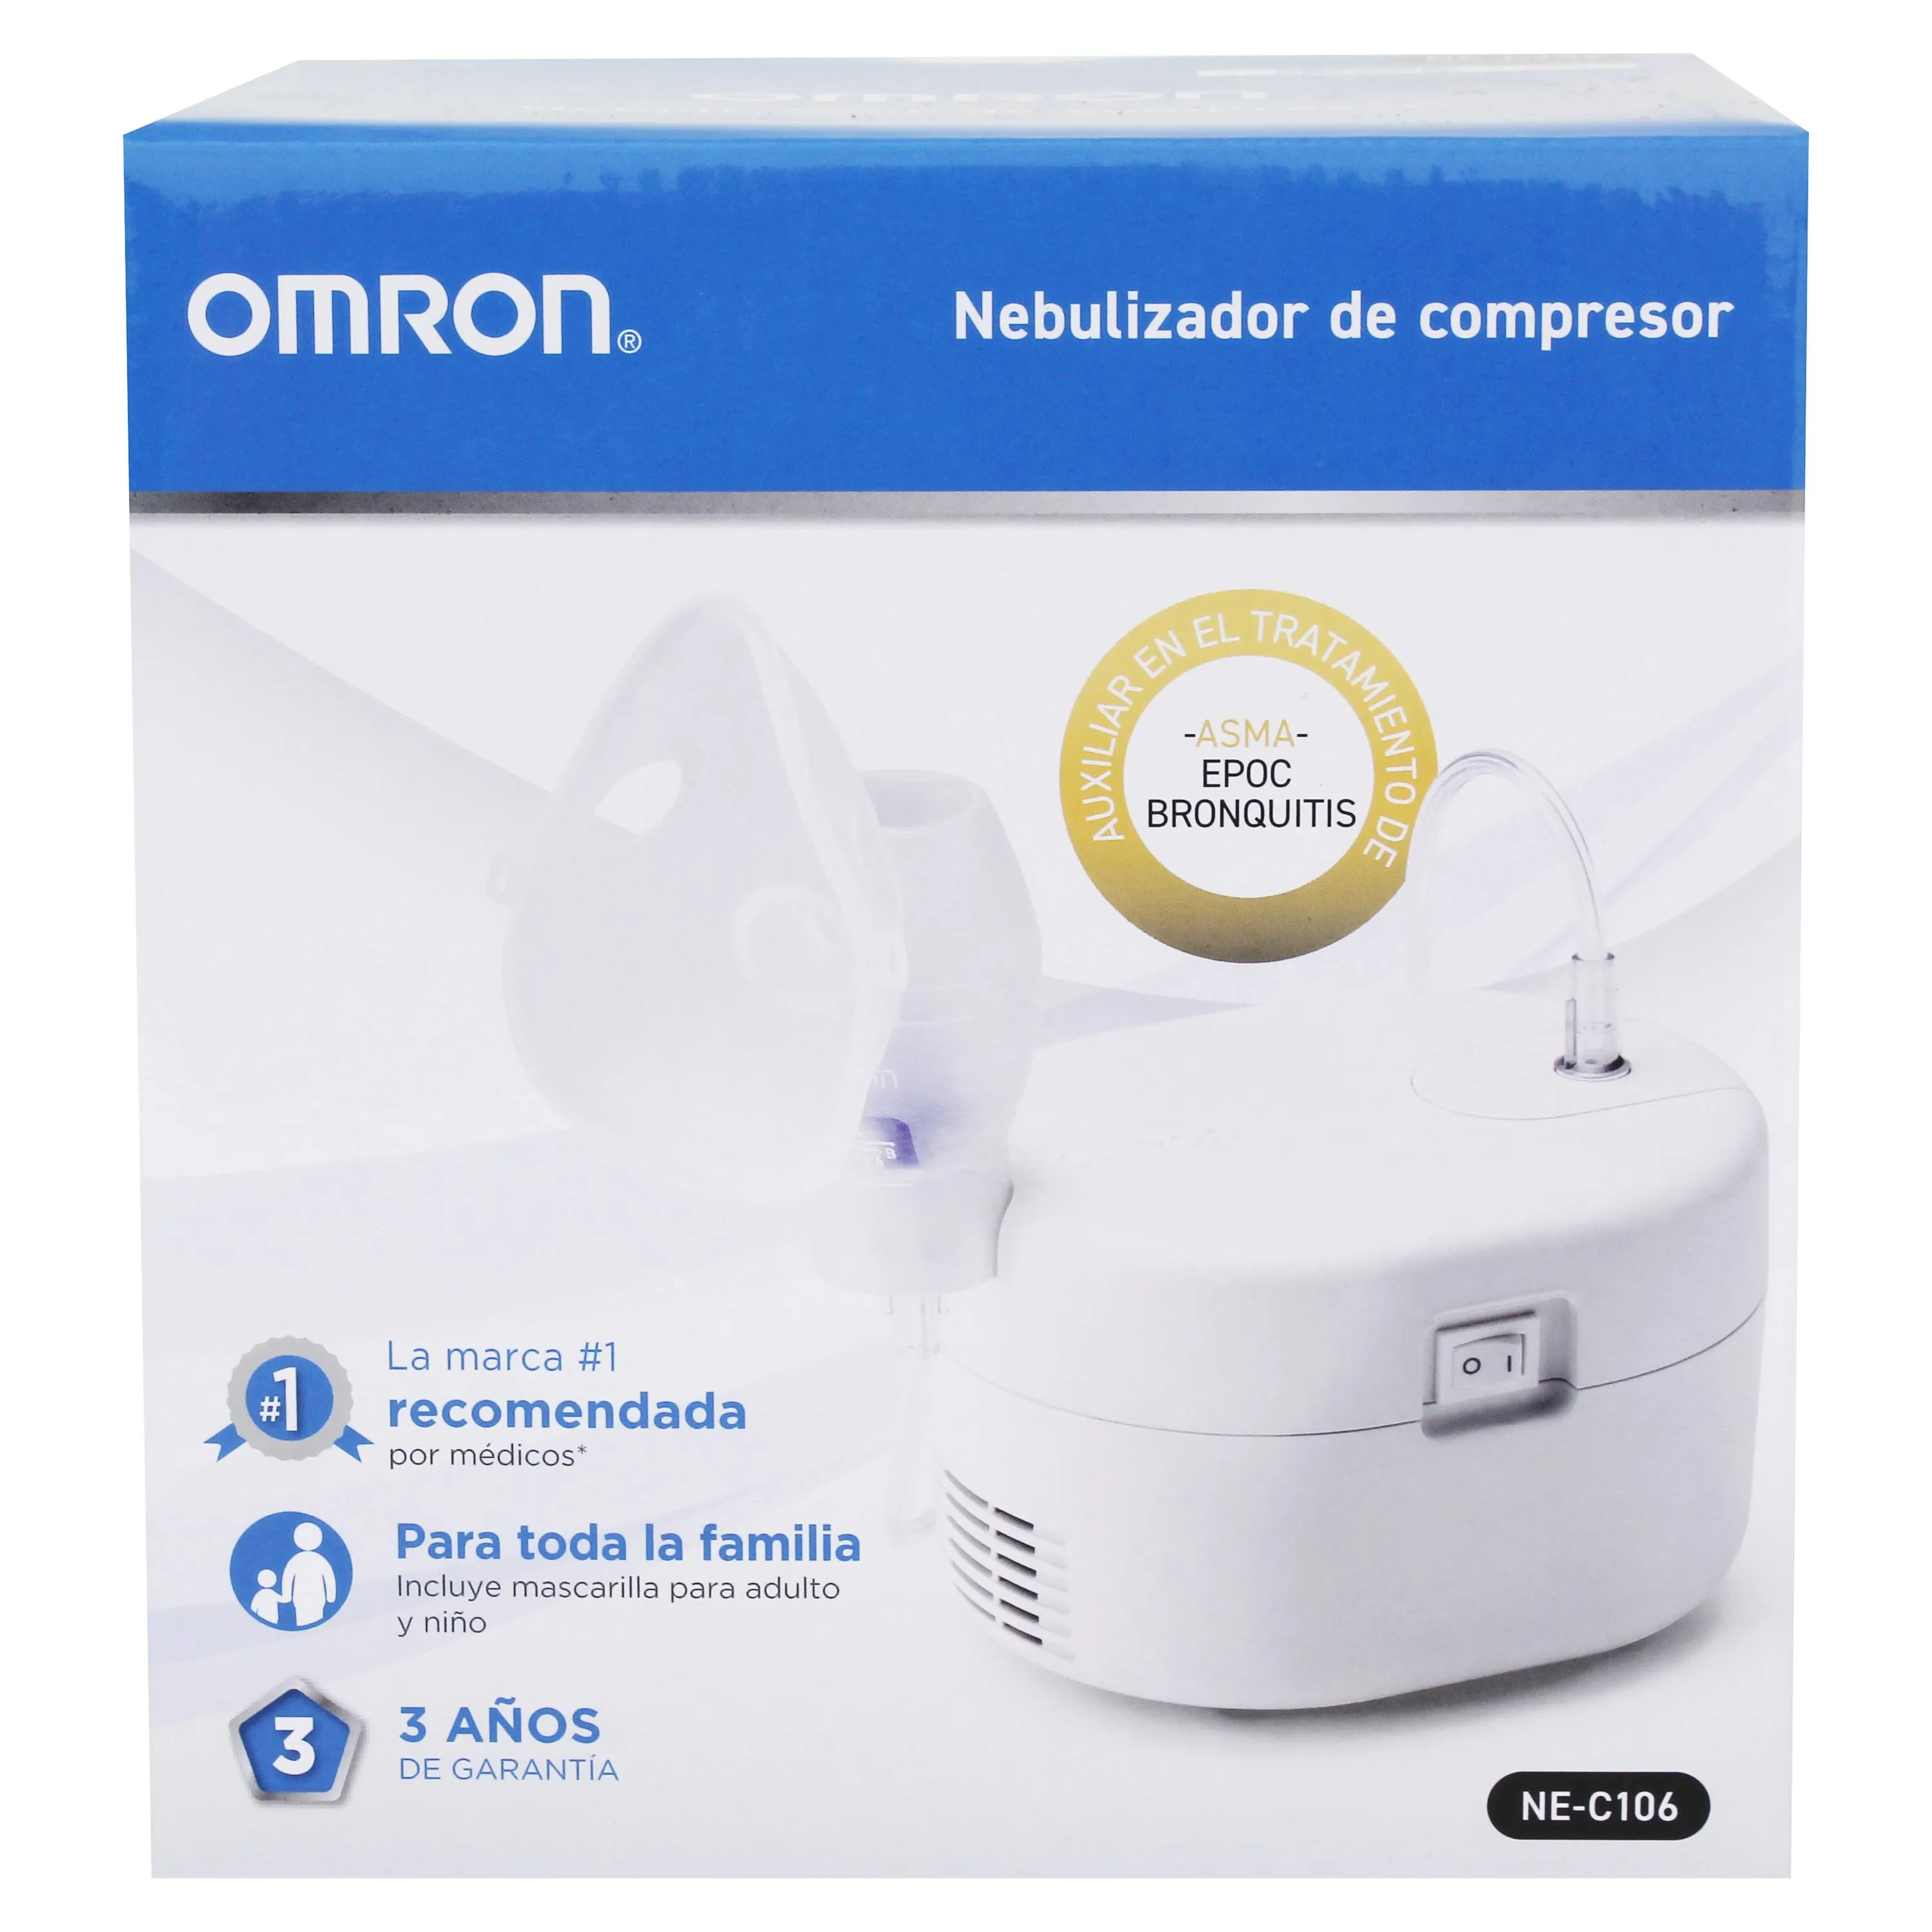 OMRON®
Nebulizador de compresor
AUXILIAR EN EL TRATAMIENTO DE
-ASMA-
EPOC
BRONQUITIS
#1
La marca #1
recomendada
por médicos*
Para toda la familia
Incluye mascarilla para adulto
y niño
3
3 AÑOS
DE GARANTÍA
O I
NE-C106